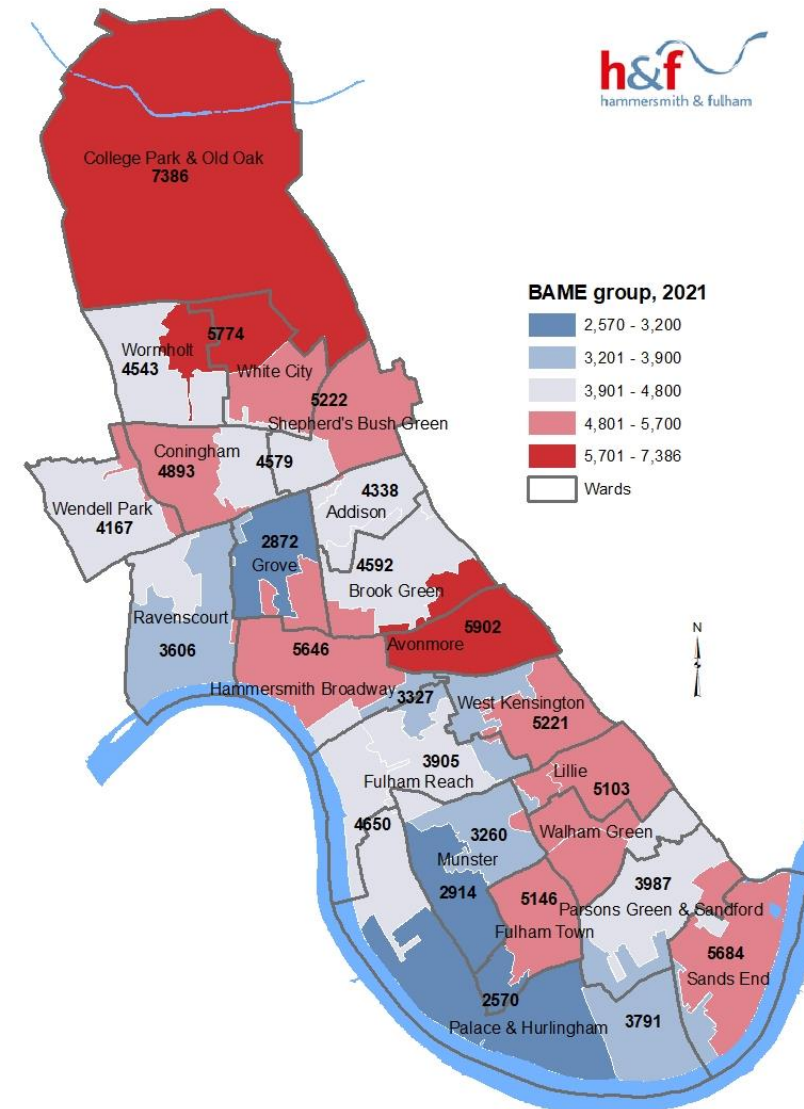 h&f
hammersmith & fulham
College Park & Old Oak
7386
BAME group, 2021
2,570 - 3,200
3,201 - 3,900
3,901 - 4,800
4,801 - 5,700
5,701 - 7,386
Wards
5774
Wormholt
4543
White City
5222
Shepherd's Bush Green
Coningham
4893
4579
Wendell Park
4167
4338
Addison
2872
Grove
4592
Brook Green
Ravenscourt
3606
5902
Avonmore
5646
Hammersmith Broadway
N
3327
West Kensington
5221
3905
Fulham Reach
Lillie
5103
4650
3260
Munster
Walham Green
2914
5146
Fulham Town
3987
Parsons Green & Sandford
5684
Sands End
2570
Palace & Hurlingham
3791